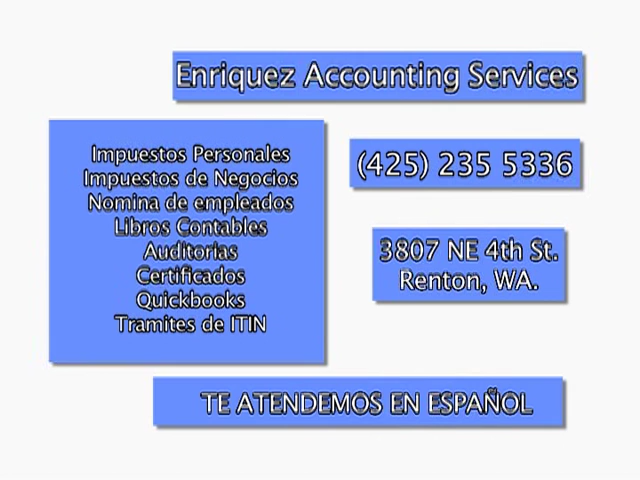 Enriquez Accounting Services
Impuestos Personales
Impuestos de Negocios
Nomina de empleados
Libros Contables
Auditorias
Certificados
Quickbooks
Tramites de ITIN
(425) 235 5336
3807 NE 4th St.
Renton, WA.
TE ATENDEMOS EN ESPAÑOL